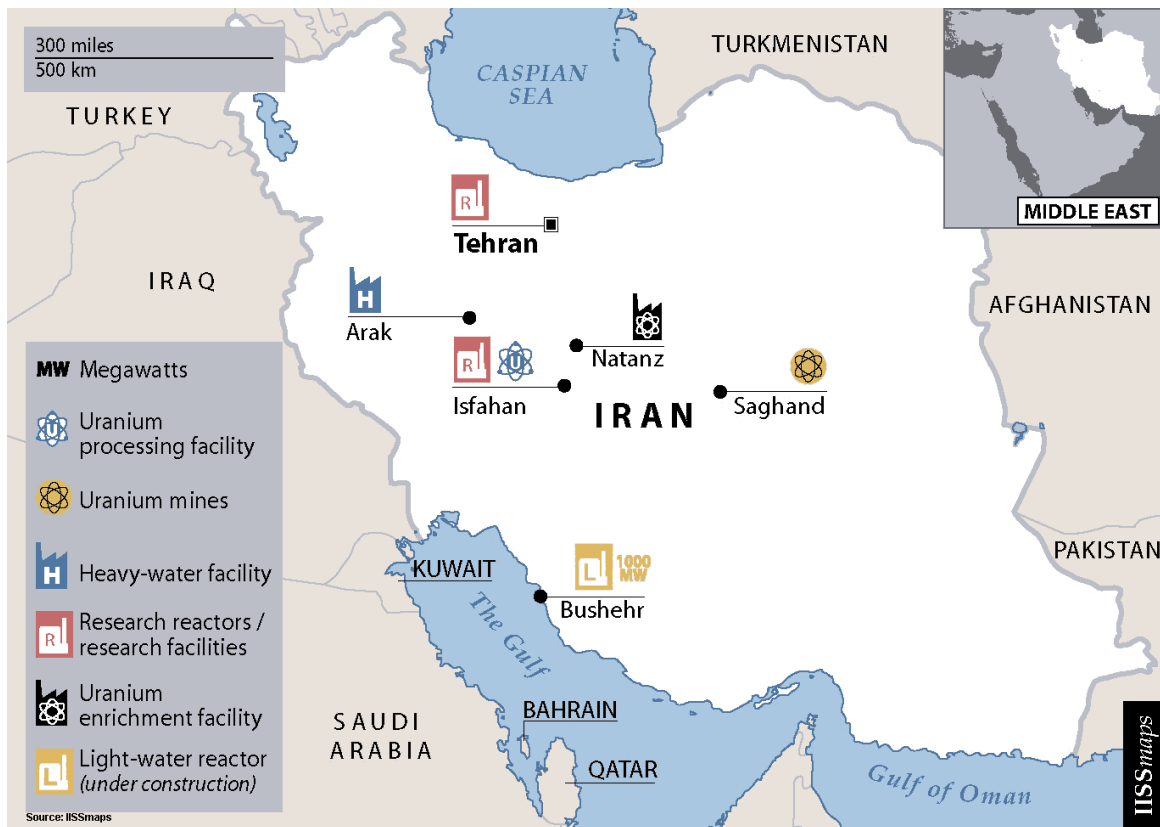 300 miles
500 km
TURKMENISTAN
CASPIAN
SEA
TURKEY
MIDDLE EAST
R
Tehran
IRAQ
AFGHANISTAN
H
Arak
Natanz
R U
Isfahan
Saghand
IRAN
MW Megawatts
U Uranium
processing facility
Uranium mines
H Heavy-water facility
R Research reactors /
research facilities
Uranium
enrichment facility
L Light-water reactor
(under construction)
Source: IISSmaps
PAKISTAN
KUWAIT
L 1000
MW
Bushehr
The Gulf
SAUDI
ARABIA
BAHRAIN
QATAR
Gulf of Oman
IISSmaps